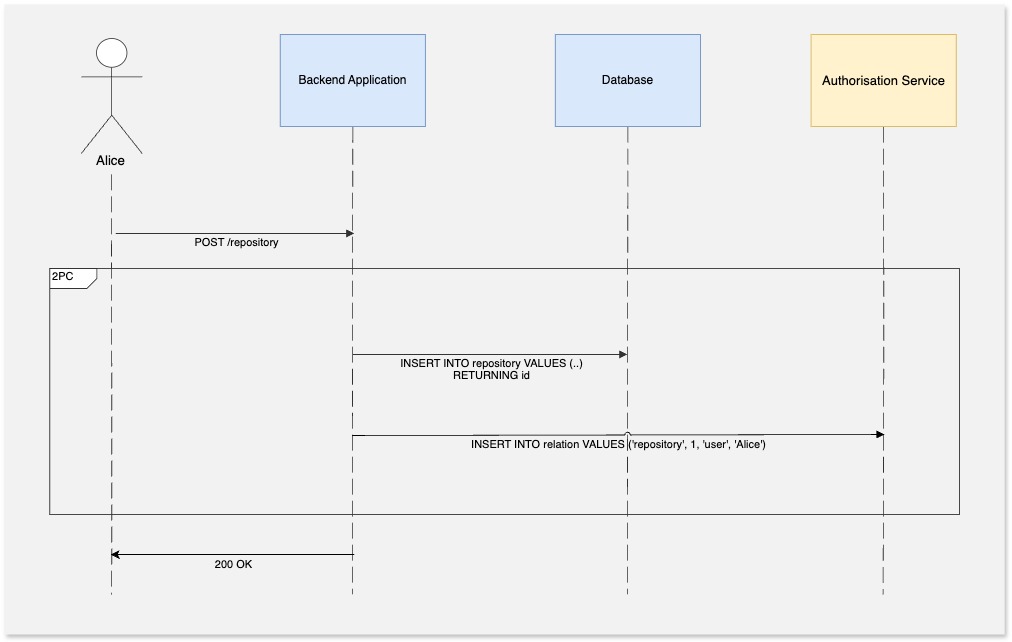 Backend Application
Database
Authorisation Service
Alice
POST /repository
2PC
INSERT INTO repository VALUES (..)
RETURNING id
INSERT INTO relation VALUES ('repository', 1, 'user', 'Alice')
200 OK